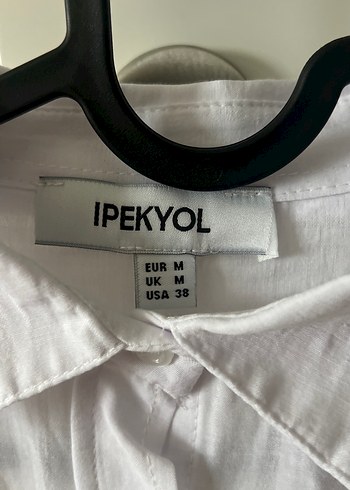 IPEKYOL
EUR M
UK M
USA 38